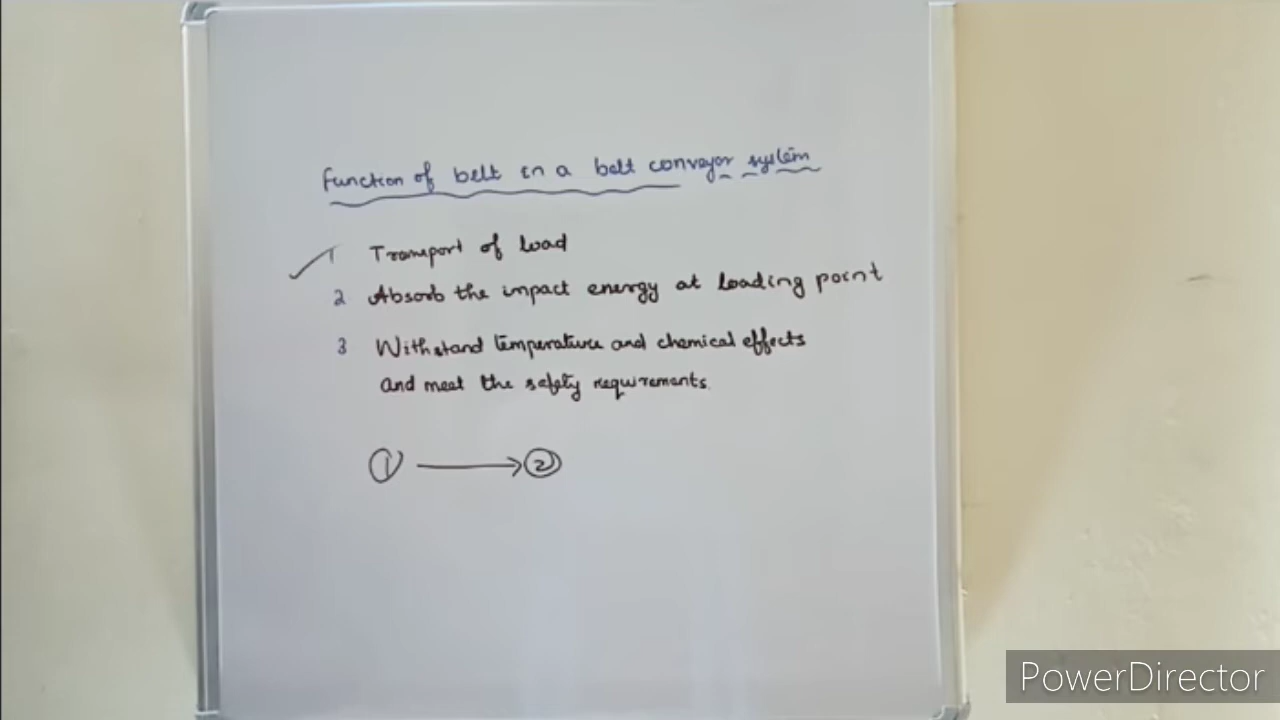 Function of belt in a belt conveyor system
1 Transport of load
2 Absorb the impact energy at loading point
3 Withstand temperature and chemical effects
and meet the safety requirements.
1 → 2
PowerDirector